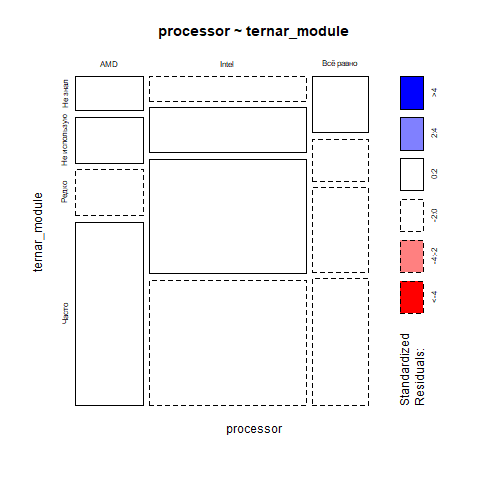 processor ~ ternar_module
AMD
Intel
Всё равно
Не знал
Не использую
Редко
Часто
ternar_module
processor
>4
2:4
0:2
-2:0
-4:-2
<-4
Standardized
Residuals: